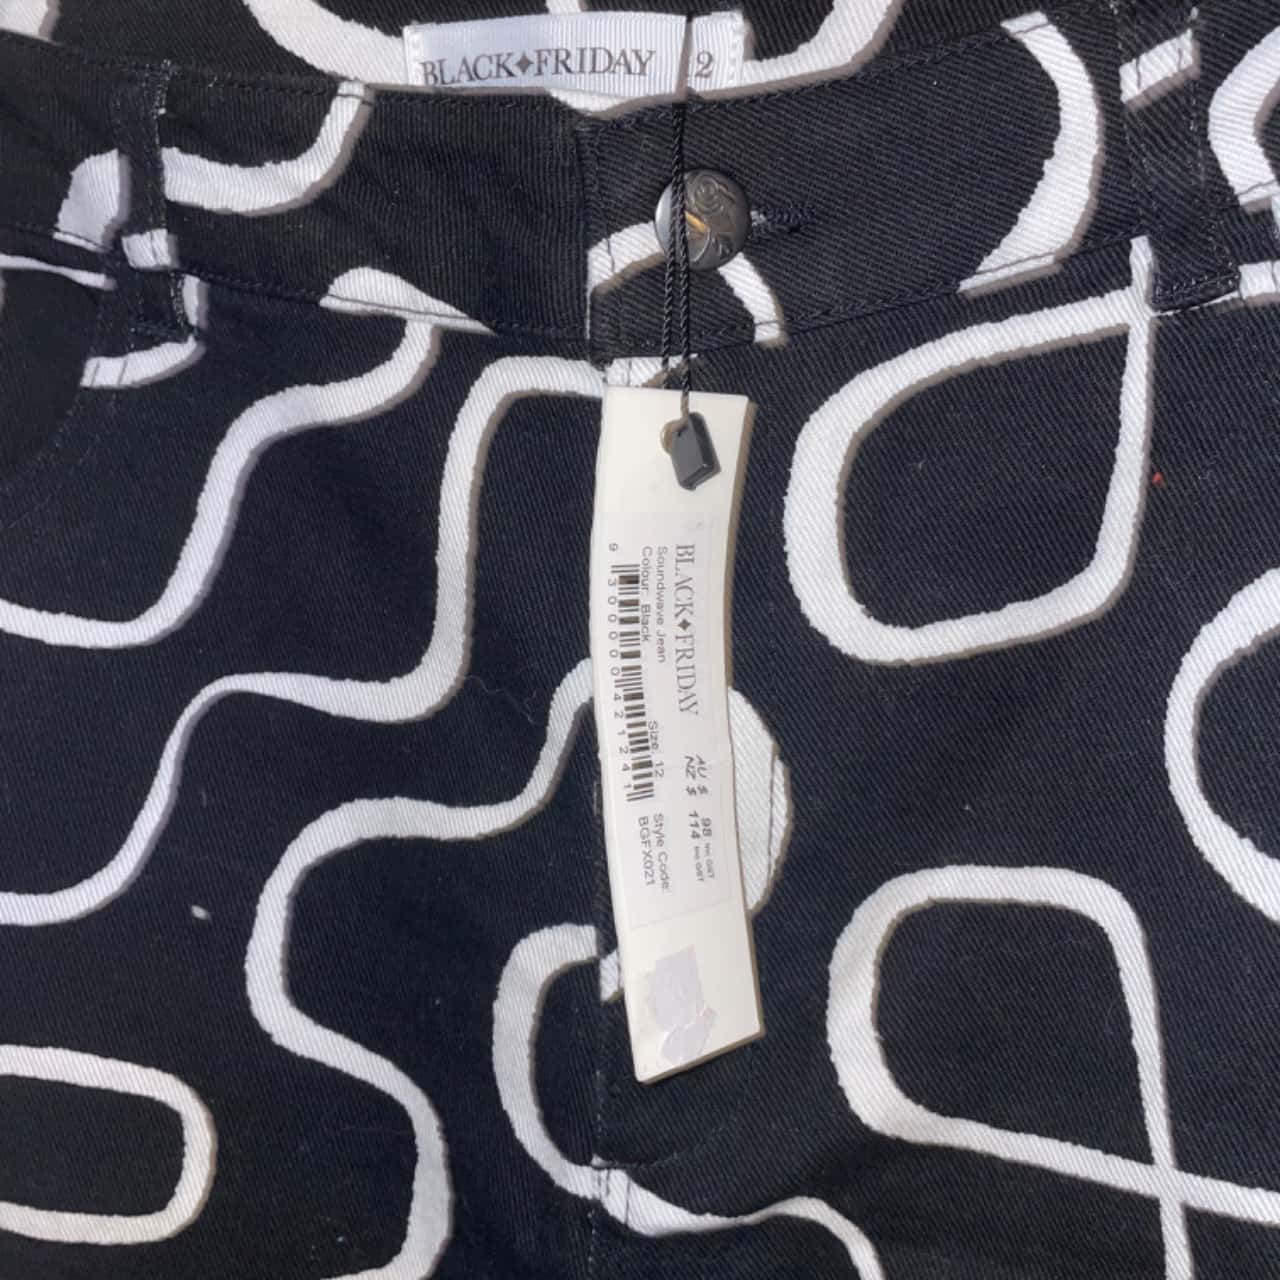 BLACK✦FRIDAY
2
BLACK✦FRIDAY
AU $ 98 Inc. GST
NZ $ 114 Inc. GST
Soundwave Jean
Colour: Black
Size: 12
Style Code:
BGFX021
9 300000 421241